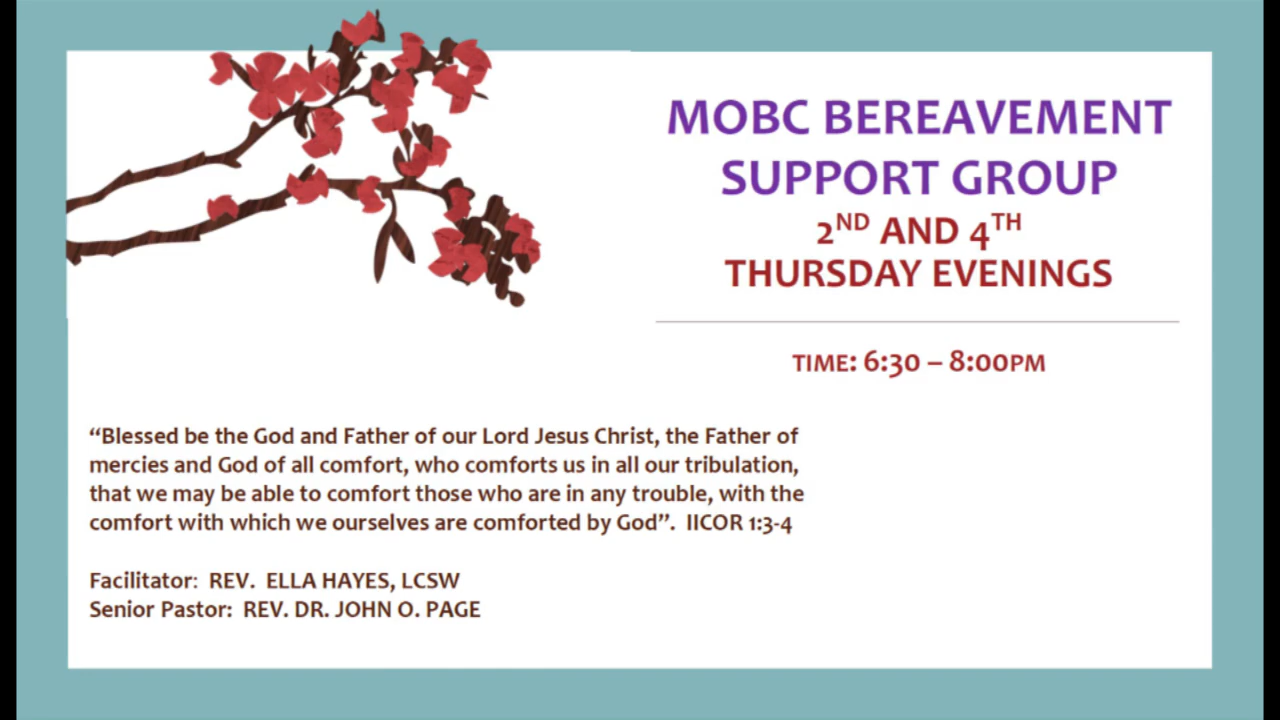 MOBC BEREAVEMENT
SUPPORT GROUP
2ND AND 4TH
THURSDAY EVENINGS
TIME: 6:30 – 8:00PM
“Blessed be the God and Father of our Lord Jesus Christ, the Father of
mercies and God of all comfort, who comforts us in all our tribulation,
that we may be able to comfort those who are in any trouble, with the
comfort with which we ourselves are comforted by God”.  IICOR 1:3-4
Facilitator:  REV.  ELLA HAYES, LCSW
Senior Pastor:  REV. DR. JOHN O. PAGE